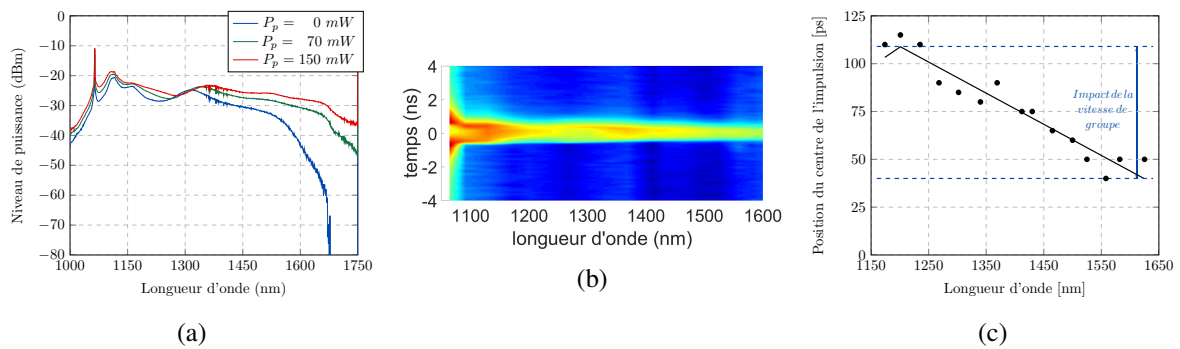 0
−10
−20
−30
−40
−50
−60
−70
−80
1000 1150 1300 1450 1600 1750
Niveau de puissance (dBm)
Longueur d'onde (nm)
P_p = 0 mW
P_p = 70 mW
P_p = 150 mW
(a)
4
2
0
-2
-4
1100 1200 1300 1400 1500 1600
temps (ns)
longueur d'onde (nm)
(b)
125
100
75
50
25
0
1150 1250 1350 1450 1550 1650
Position du centre de l'impulsion [ps]
Longueur d'onde [nm]
Impact de la
vitesse de-
groupe
(c)